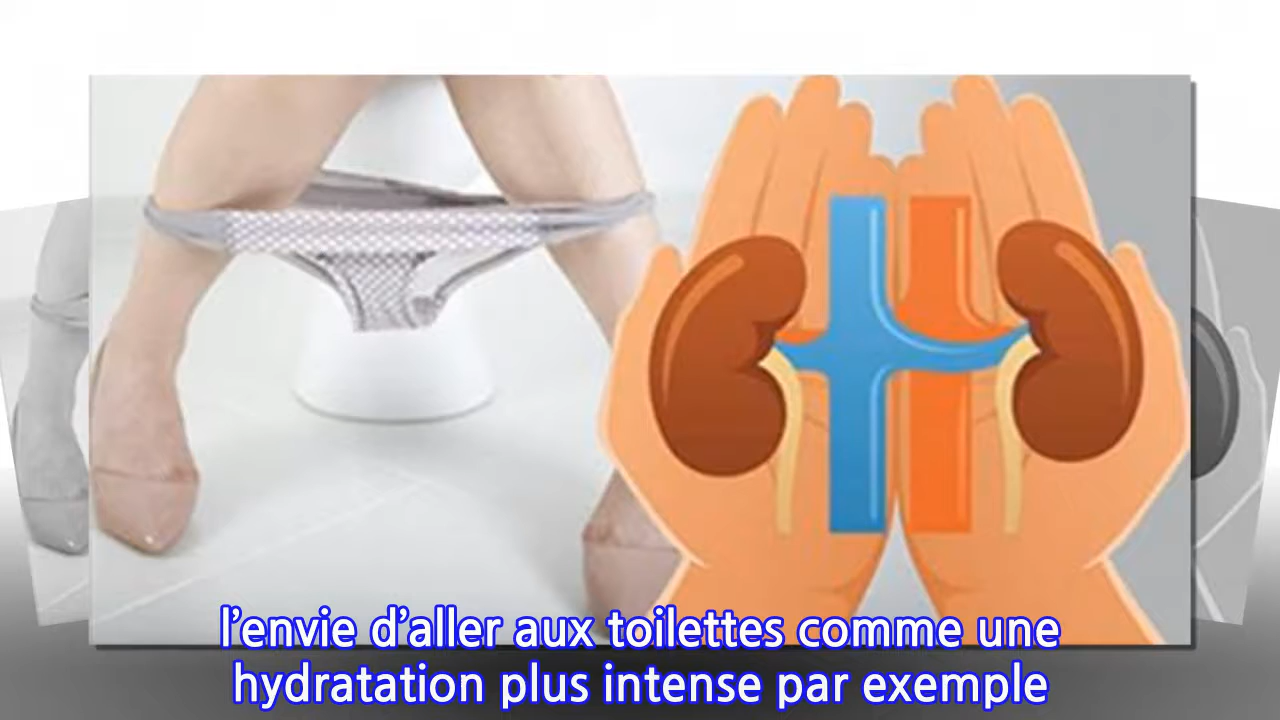 l’envie d’aller aux toilettes comme une
hydratation plus intense par exemple